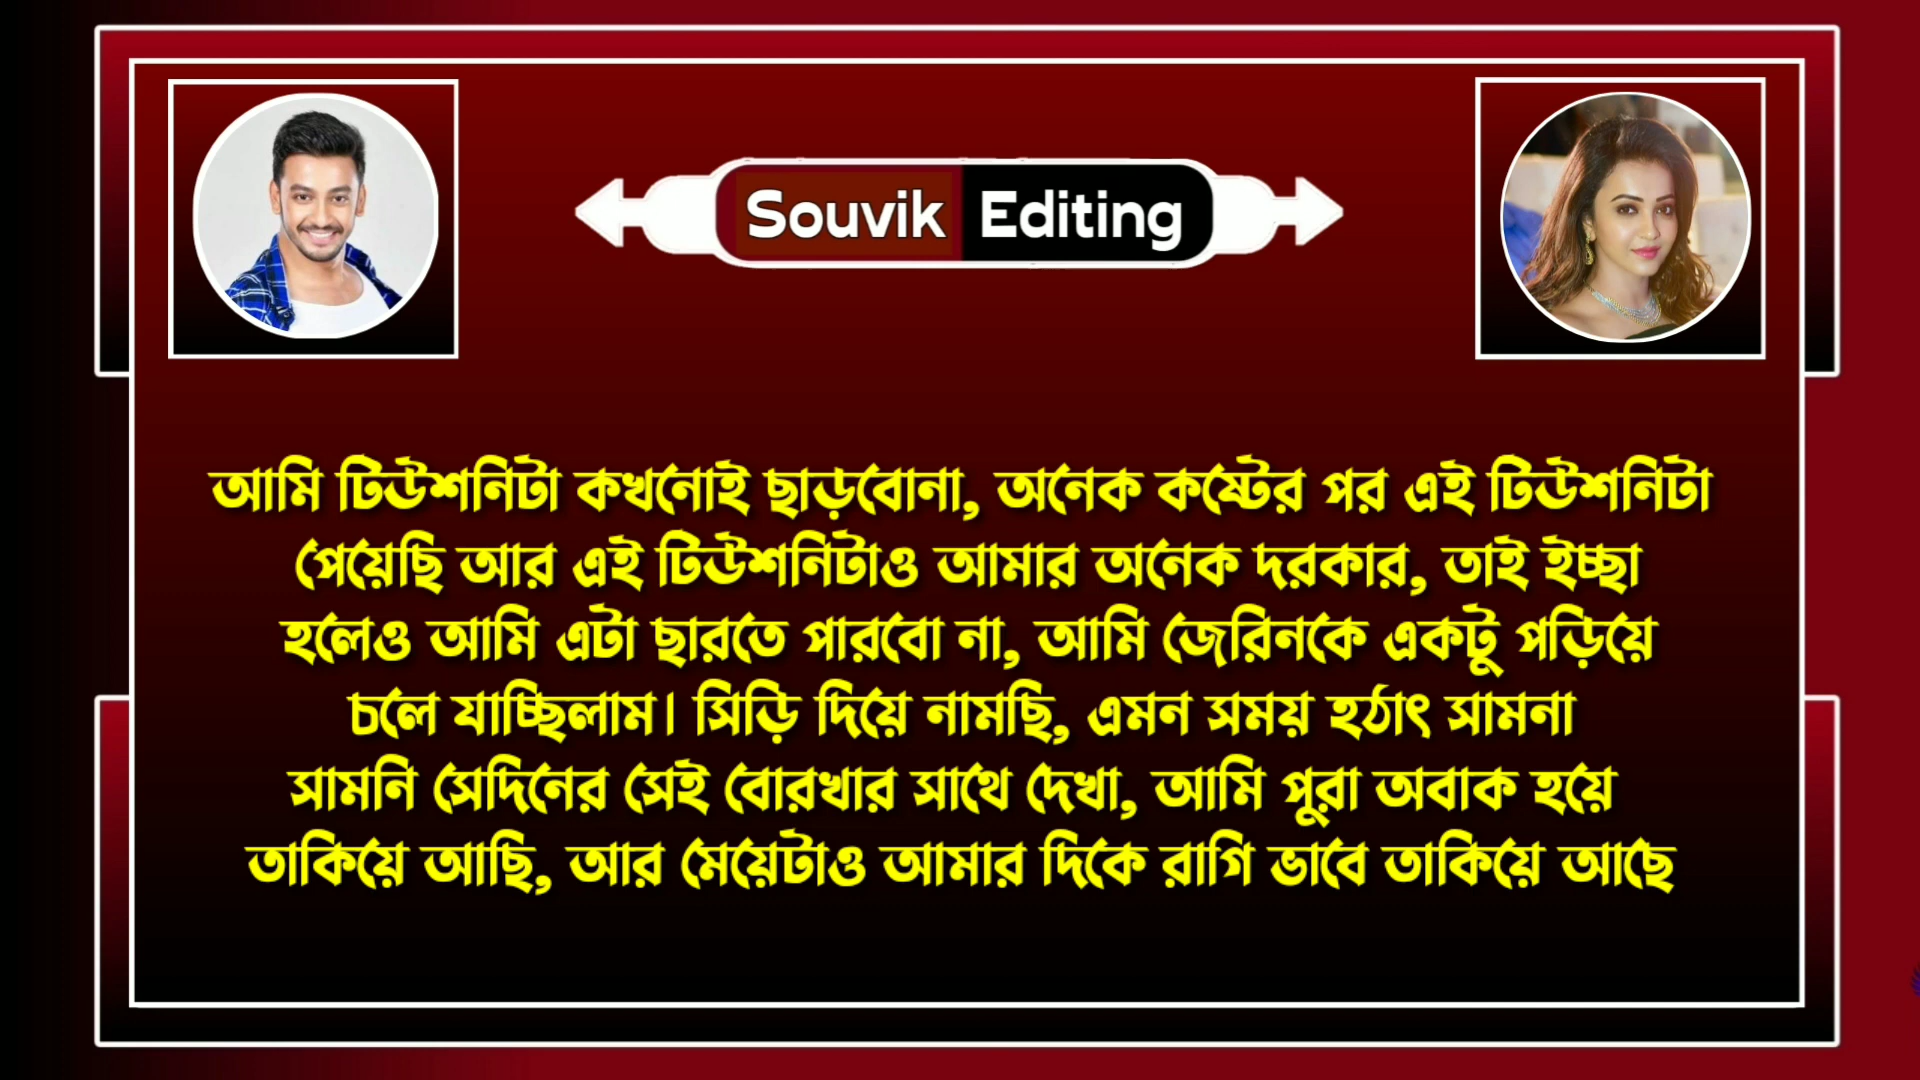 Souvik Editing
আমি টিউশনিটা কখনোই ছাড়বোনা, অনেক কষ্টের পর এই টিউশনিটা
পেয়েছি আর এই টিউশনিটাও আমার অনেক দরকার, তাই ইচ্ছা
হলেও আমি এটা ছারতে পারবো না, আমি জেরিনকে একটু পড়িয়ে
চলে যাচ্ছিলাম। সিড়ি দিয়ে নামছি, এমন সময় হঠাৎ সামনা
সামনি সেদিনের সেই বোরখার সাথে দেখা, আমি পুরা অবাক হয়ে
তাকিয়ে আছি, আর মেয়েটাও আমার দিকে রাগি ভাবে তাকিয়ে আছে